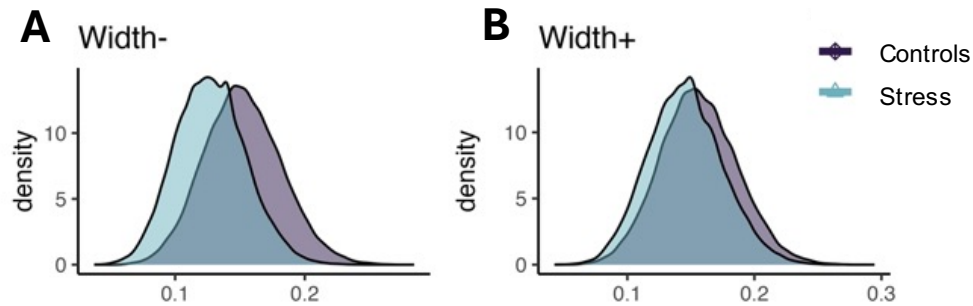 A Width-
density
10
5
0
0.1 0.2
B Width+
density
10
5
0
0.1 0.2 0.3
Controls
Stress